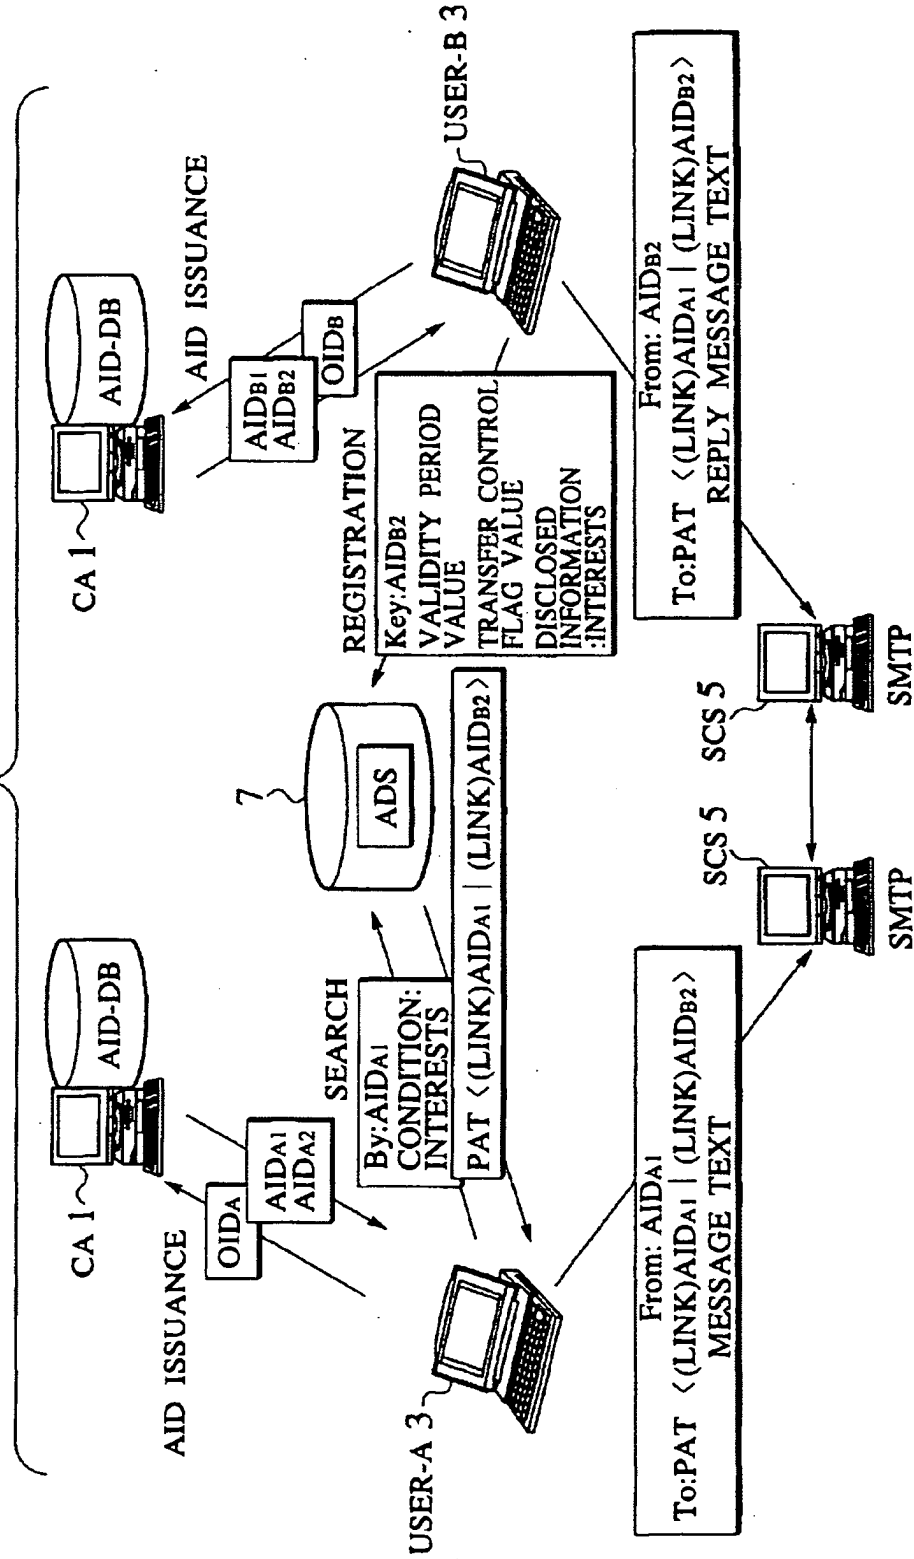 CA 1
AID-DB
CA 1
AID-DB
AID ISSUANCE
AID ISSUANCE
OIDA
AIDA1
AIDA2
AIDB1
AIDB2
OIDB
SEARCH
By:AIDA1
CONDITION:
INTERESTS
7
ADS
REGISTRATION
Key:AIDB2
VALIDITY PERIOD
VALUE
TRANSFER CONTROL
FLAG VALUE
DISCLOSED
INFORMATION
:INTERESTS
PAT <(LINK)AIDA1 | (LINK)AIDB2>
USER-A 3
USER-B 3
From: AIDA1
To:PAT <(LINK)AIDA1 | (LINK)AIDB2>
MESSAGE TEXT
From: AIDB2
To:PAT <(LINK)AIDA1 | (LINK)AIDB2>
REPLY MESSAGE TEXT
SCS 5
SCS 5
SMTP
SMTP